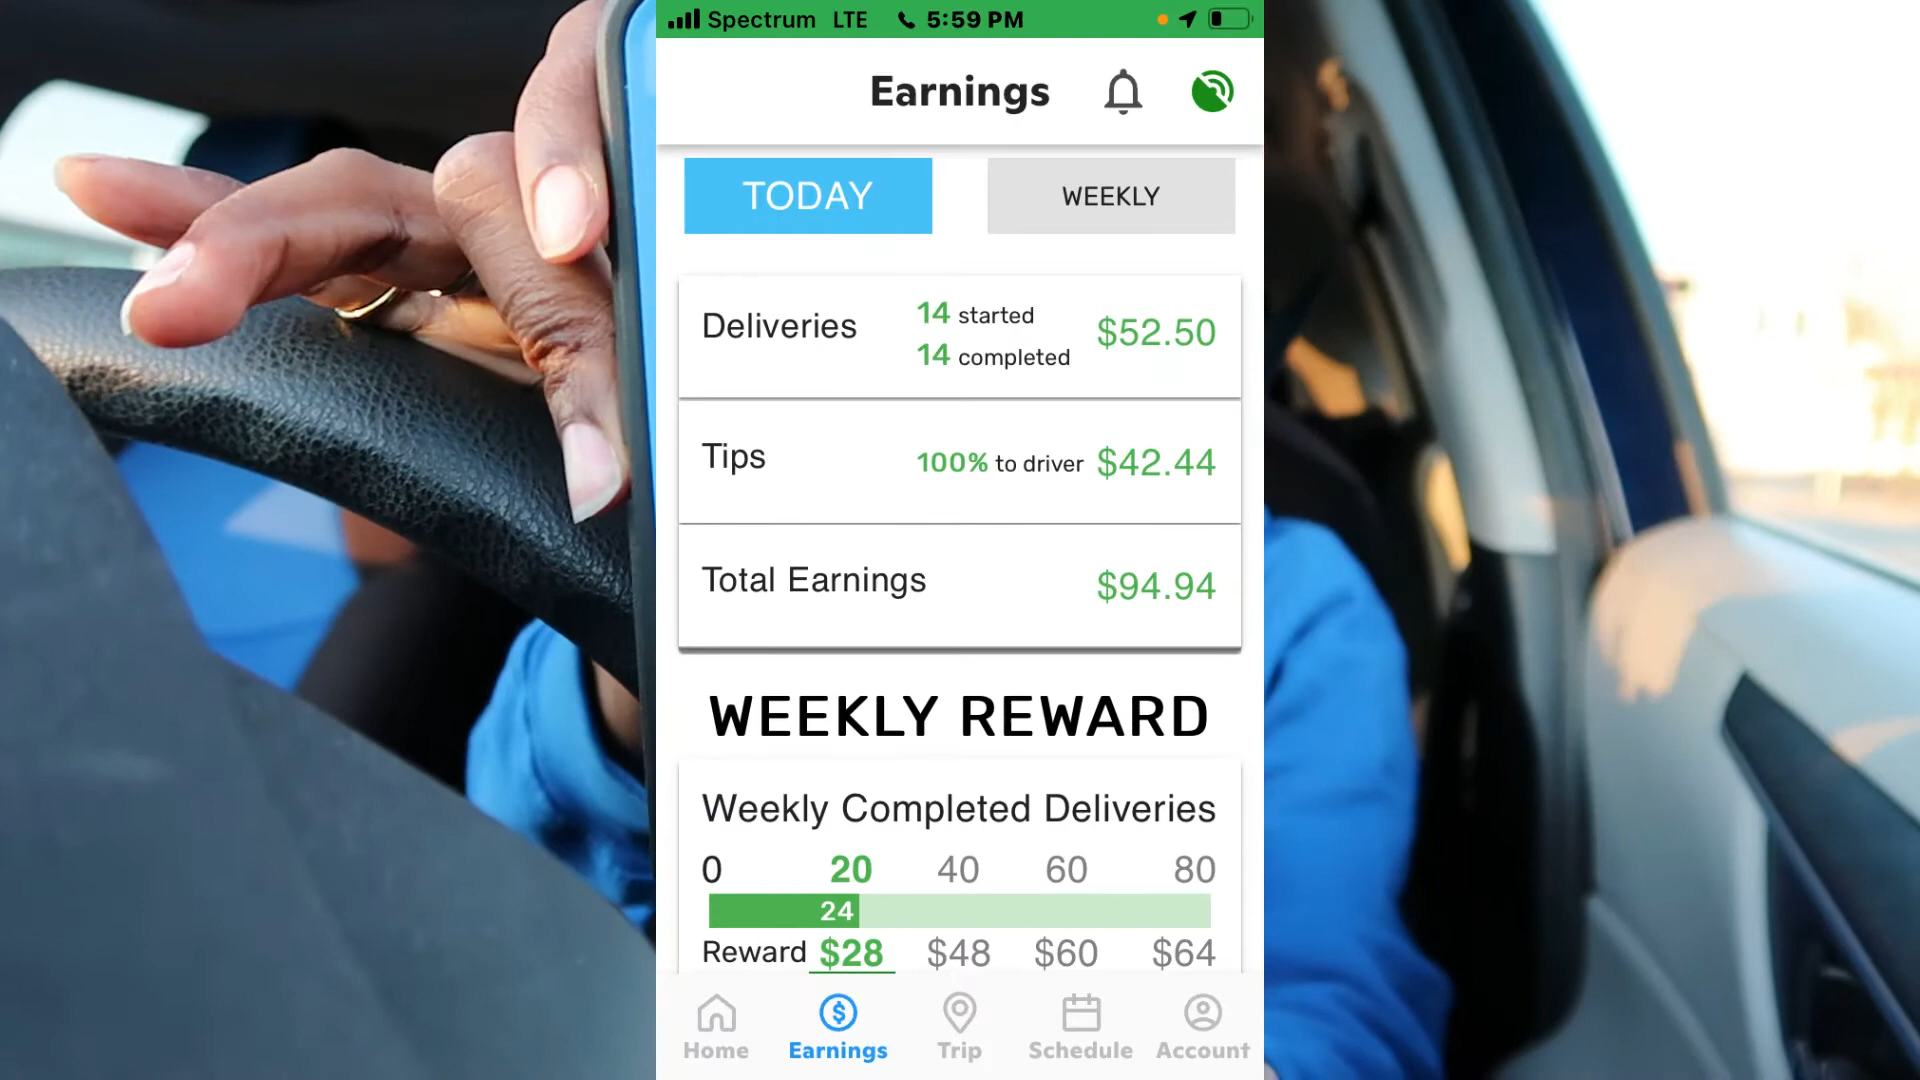 Spectrum LTE 5:59 PM
Earnings
TODAY WEEKLY
Deliveries 14 started $52.50
14 completed
Tips 100% to driver $42.44
Total Earnings $94.94
WEEKLY REWARD
Weekly Completed Deliveries
0 20 40 60 80
24
Reward $28 $48 $60 $64
Home Earnings Trip Schedule Account